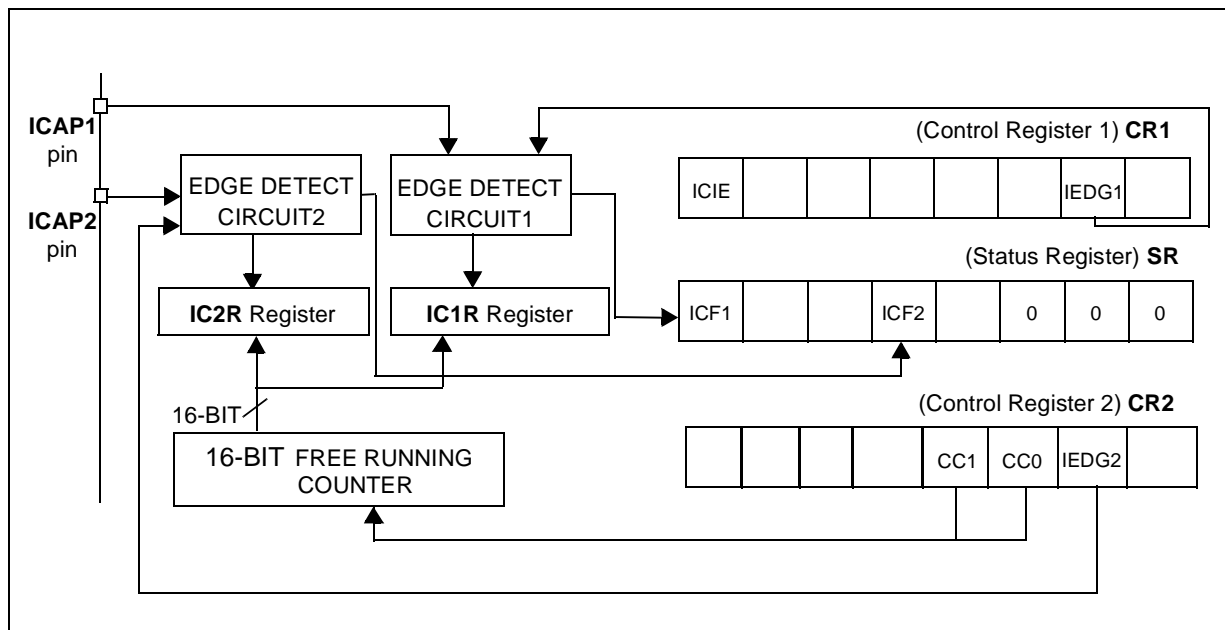 ICAP1
pin
ICAP2
pin
EDGE DETECT
CIRCUIT2
EDGE DETECT
CIRCUIT1
(Control Register 1) CR1
ICIE
IEDG1
(Status Register) SR
IC2R Register
IC1R Register
ICF1
ICF2
0
0
0
16-BIT
(Control Register 2) CR2
16-BIT FREE RUNNING
COUNTER
CC1
CC0
IEDG2